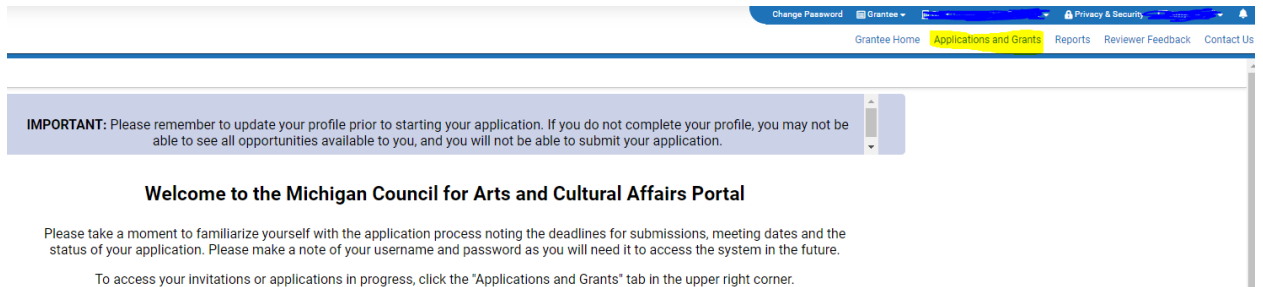 Change Password Grantee Privacy & Security
Grantee Home Applications and Grants Reports Reviewer Feedback Contact Us
IMPORTANT: Please remember to update your profile prior to starting your application. If you do not complete your profile, you may not be
able to see all opportunities available to you, and you will not be able to submit your application.
Welcome to the Michigan Council for Arts and Cultural Affairs Portal
Please take a moment to familiarize yourself with the application process noting the deadlines for submissions, meeting dates and the
status of your application. Please make a note of your username and password as you will need it to access the system in the future.
To access your invitations or applications in progress, click the "Applications and Grants" tab in the upper right corner.